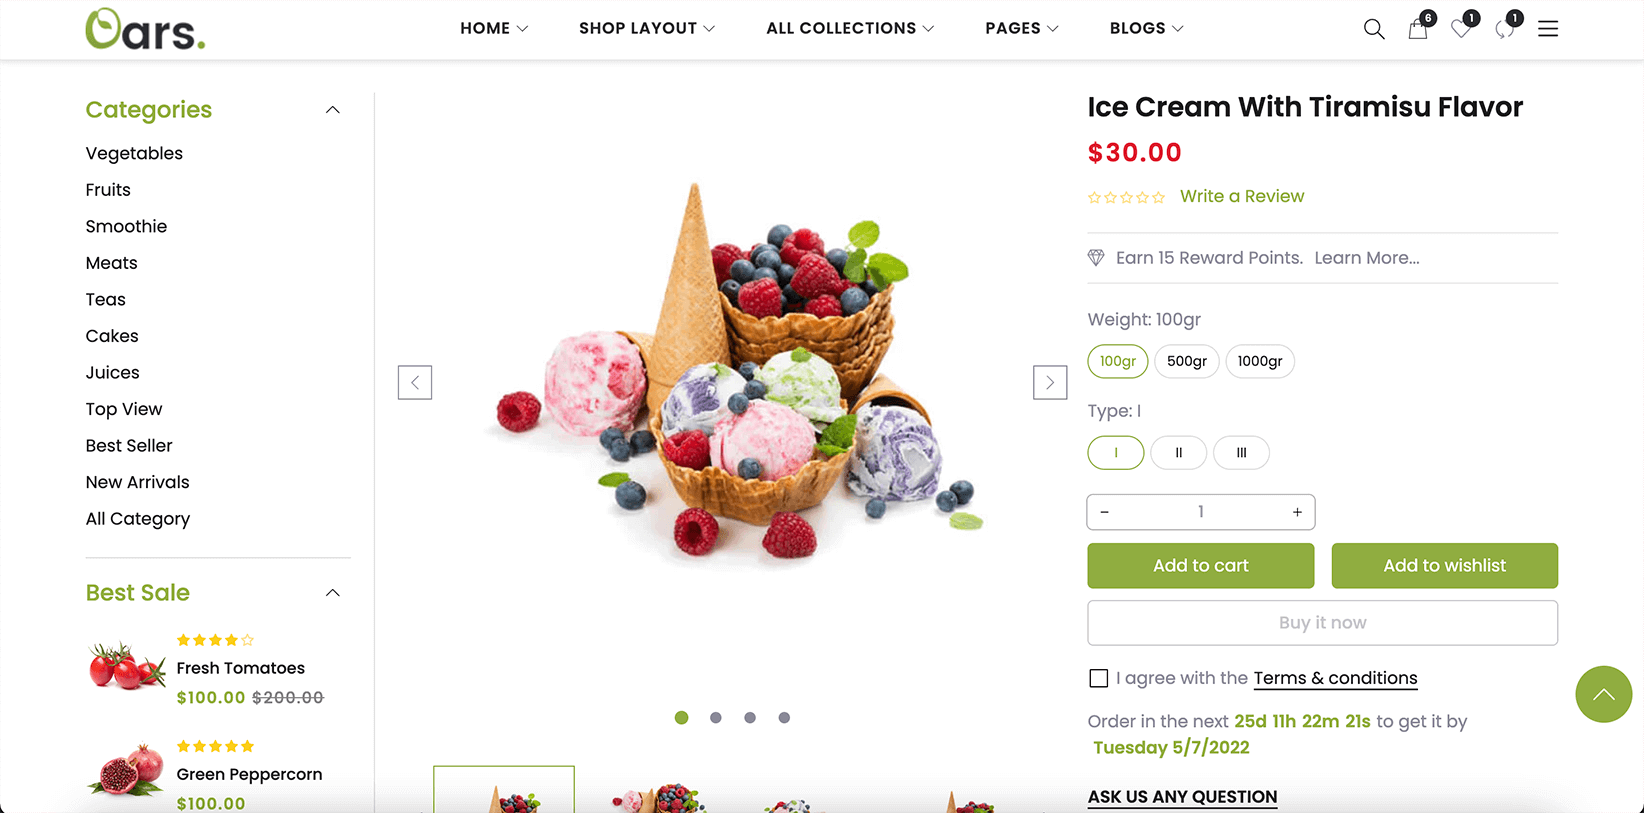 Oars.
HOME
SHOP LAYOUT
ALL COLLECTIONS
PAGES
BLOGS
6
1
1
Categories
Vegetables
Fruits
Smoothie
Meats
Teas
Cakes
Juices
Top View
Best Seller
New Arrivals
All Category
Best Sale
Fresh Tomatoes
$100.00 $200.00
Green Peppercorn
$100.00
Ice Cream With Tiramisu Flavor
$30.00
Write a Review
Earn 15 Reward Points. Learn More...
Weight: 100gr
100gr 500gr 1000gr
Type: I
I II III
− 1 +
Add to cart Add to wishlist
Buy it now
I agree with the Terms & conditions
Order in the next 25d 11h 22m 21s to get it by
Tuesday 5/7/2022
ASK US ANY QUESTION